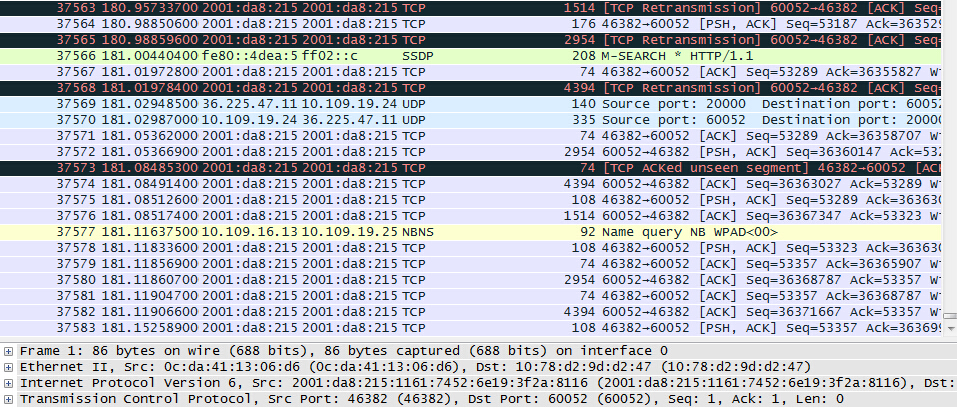 37563 180.95733700 2001:da8:215 2001:da8:215 TCP 1514 [TCP Retransmission] 60052→46382 [ACK] Seq=
37564 180.98850600 2001:da8:215 2001:da8:215 TCP 176 46382→60052 [PSH, ACK] Seq=53187 Ack=363529
37565 180.98859600 2001:da8:215 2001:da8:215 TCP 2954 [TCP Retransmission] 60052→46382 [ACK] Seq=
37566 181.00440400 fe80::4dea:5 ff02::c SSDP 208 M-SEARCH * HTTP/1.1
37567 181.01972800 2001:da8:215 2001:da8:215 TCP 74 46382→60052 [ACK] Seq=53289 Ack=36355827 W
37568 181.01978400 2001:da8:215 2001:da8:215 TCP 4394 [TCP Retransmission] 60052→46382 [ACK] Seq=
37569 181.02948500 36.225.47.11 10.109.19.24 UDP 140 Source port: 20000 Destination port: 60052
37570 181.02987000 10.109.19.24 36.225.47.11 UDP 335 Source port: 60052 Destination port: 20000
37571 181.05362000 2001:da8:215 2001:da8:215 TCP 74 46382→60052 [ACK] Seq=53289 Ack=36358707 W
37572 181.05366900 2001:da8:215 2001:da8:215 TCP 2954 60052→46382 [PSH, ACK] Seq=36360147 Ack=532
37573 181.08485300 2001:da8:215 2001:da8:215 TCP 74 [TCP ACKed unseen segment] 46382→60052 [ACK
37574 181.08491400 2001:da8:215 2001:da8:215 TCP 4394 60052→46382 [ACK] Seq=36363027 Ack=53289 W
37575 181.08512600 2001:da8:215 2001:da8:215 TCP 108 46382→60052 [PSH, ACK] Seq=53289 Ack=363630
37576 181.08517400 2001:da8:215 2001:da8:215 TCP 1514 60052→46382 [ACK] Seq=36367347 Ack=53323 W
37577 181.11637500 10.109.16.13 10.109.19.25 NBNS 92 Name query NB WPAD<00>
37578 181.11833600 2001:da8:215 2001:da8:215 TCP 108 46382→60052 [PSH, ACK] Seq=53323 Ack=363630
37579 181.11856900 2001:da8:215 2001:da8:215 TCP 74 46382→60052 [ACK] Seq=53357 Ack=36365907 W
37580 181.11860700 2001:da8:215 2001:da8:215 TCP 2954 60052→46382 [ACK] Seq=36368787 Ack=53357 W
37581 181.11904700 2001:da8:215 2001:da8:215 TCP 74 46382→60052 [ACK] Seq=53357 Ack=36368787 W
37582 181.11906600 2001:da8:215 2001:da8:215 TCP 4394 60052→46382 [ACK] Seq=36371667 Ack=53357 W
37583 181.15258900 2001:da8:215 2001:da8:215 TCP 108 46382→60052 [PSH, ACK] Seq=53357 Ack=363699
Frame 1: 86 bytes on wire (688 bits), 86 bytes captured (688 bits) on interface 0
Ethernet II, Src: 0c:da:41:13:06:d6 (0c:da:41:13:06:d6), Dst: 10:78:d2:9d:d2:47 (10:78:d2:9d:d2:47)
Internet Protocol Version 6, Src: 2001:da8:215:1161:7452:6e19:3f2a:8116 (2001:da8:215:1161:7452:6e19:3f2a:8116), Dst:
Transmission Control Protocol, Src Port: 46382 (46382), Dst Port: 60052 (60052), Seq: 1, Ack: 1, Len: 0